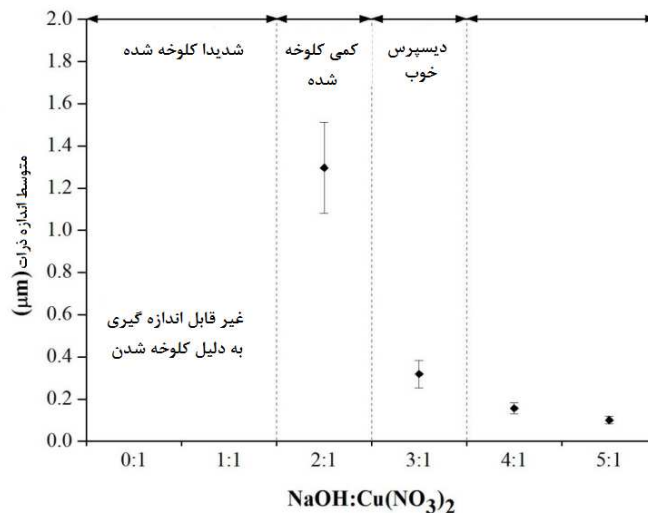 شدیدا کلوخه شده
کمی کلوخه
شده
دیسپرس
خوب
غیر قابل اندازه گیری
به دلیل کلوخه شدن
متوسط اندازه ذرات (μm)
2.0
1.8
1.6
1.4
1.2
1.0
0.8
0.6
0.4
0.2
0.0
0:1 1:1 2:1 3:1 4:1 5:1
NaOH:Cu(NO3)2